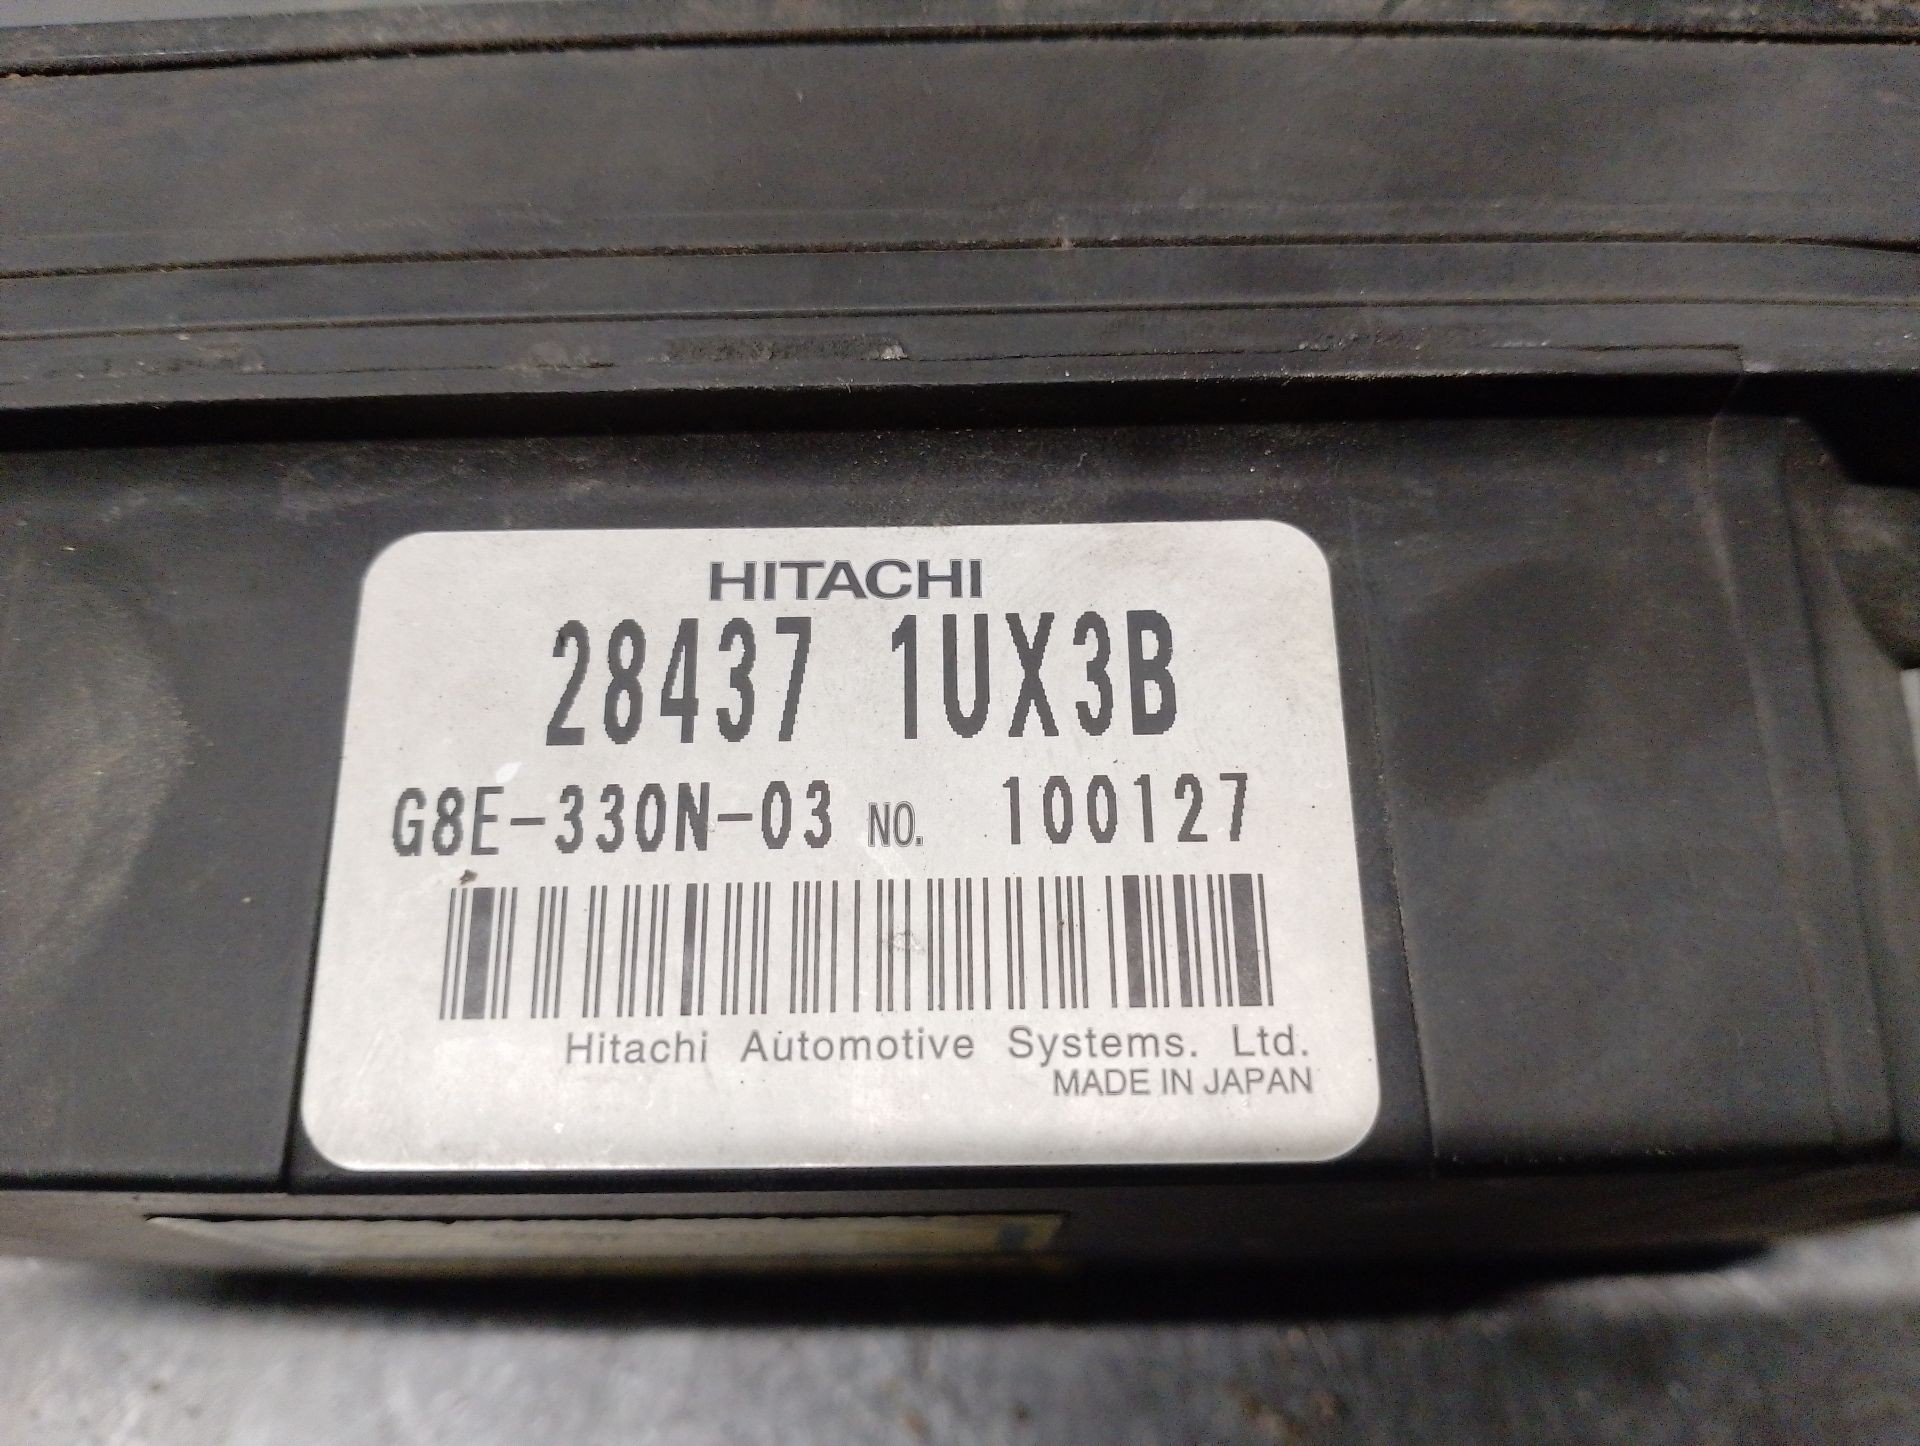 HITACHI
28437 1UX3B
G8E-330N-03 NO. 100127
Hitachi Automotive Systems. Ltd.
MADE IN JAPAN